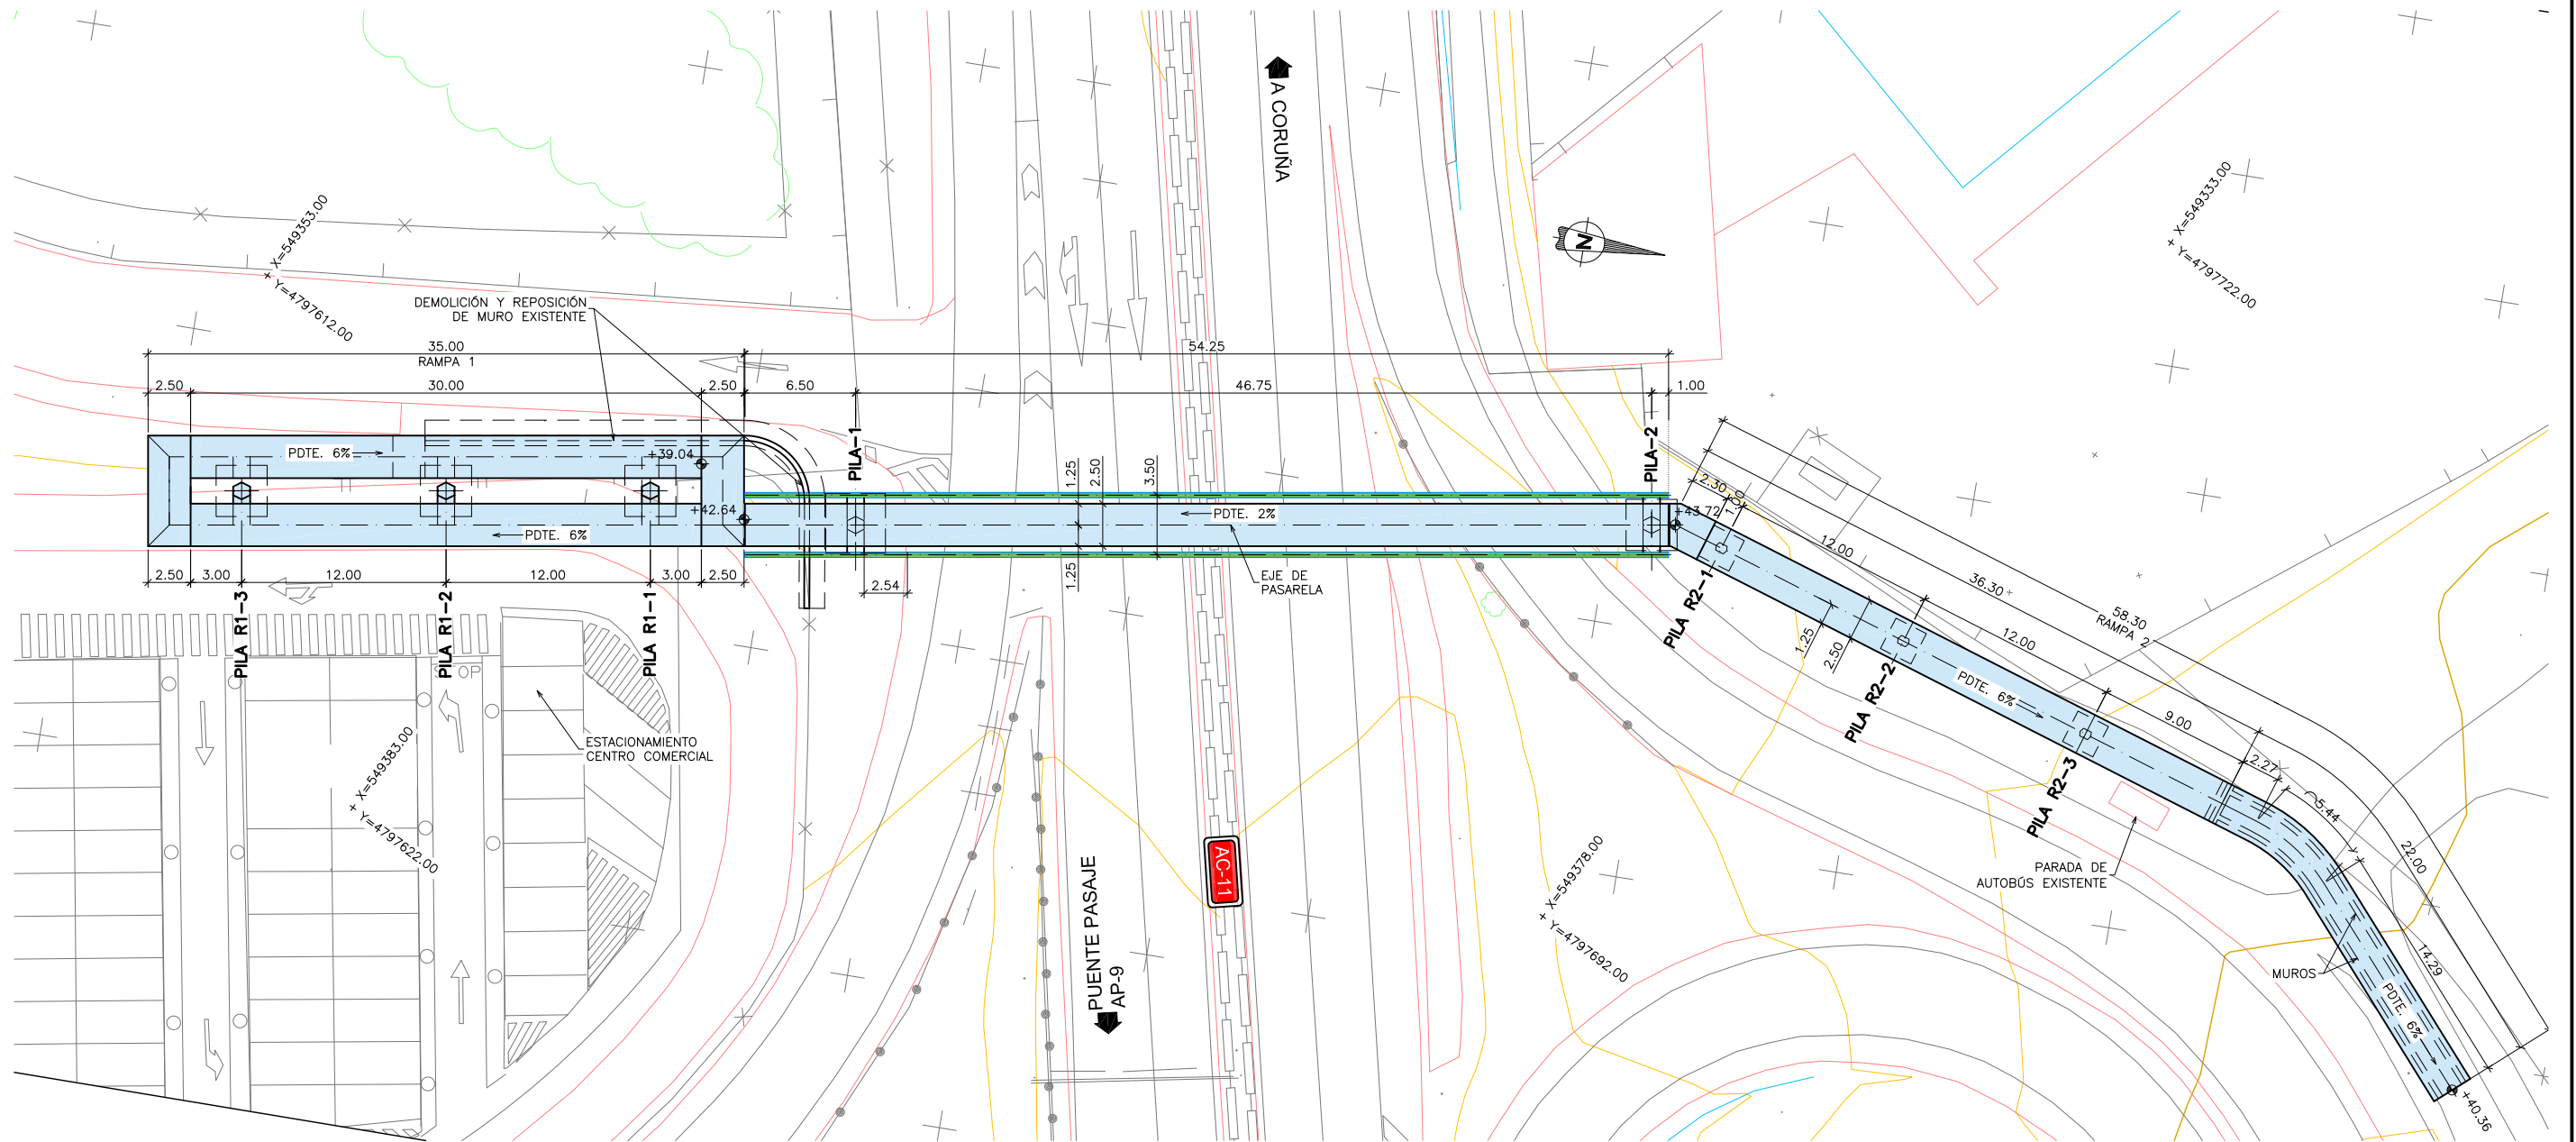 A CORUÑA
N
X=549353.00
Y=4797612.00
X=549333.00
Y=4797722.00
DEMOLICIÓN Y REPOSICIÓN
DE MURO EXISTENTE
35.00
RAMPA 1
54.25
2.50
30.00
2.50
6.50
46.75
1.00
PILA-1
PILA-2
PDTE. 6%
+39.04
+42.64
PDTE. 6%
1.25
2.50
3.50
1.25
PDTE. 2%
EJE DE
PASARELA
+43.72
2.50
3.00
12.00
12.00
3.00
2.50
2.54
PILA R1-3
PILA R1-2
PILA R1-1
2.30
1.00
12.00
36.30
58.30
RAMPA 2
12.00
9.00
2.27
5.44
22.00
14.29
1.25
2.50
PILA R2-1
PILA R2-2
PILA R2-3
PDTE. 6%
STOP
ESTACIONAMIENTO
CENTRO COMERCIAL
X=549383.00
Y=4797622.00
AC-11
PUENTE PASAJE
AP-9
X=549378.00
Y=4797692.00
PARADA DE
AUTOBÚS EXISTENTE
MUROS
PDTE. 6%
+40.36